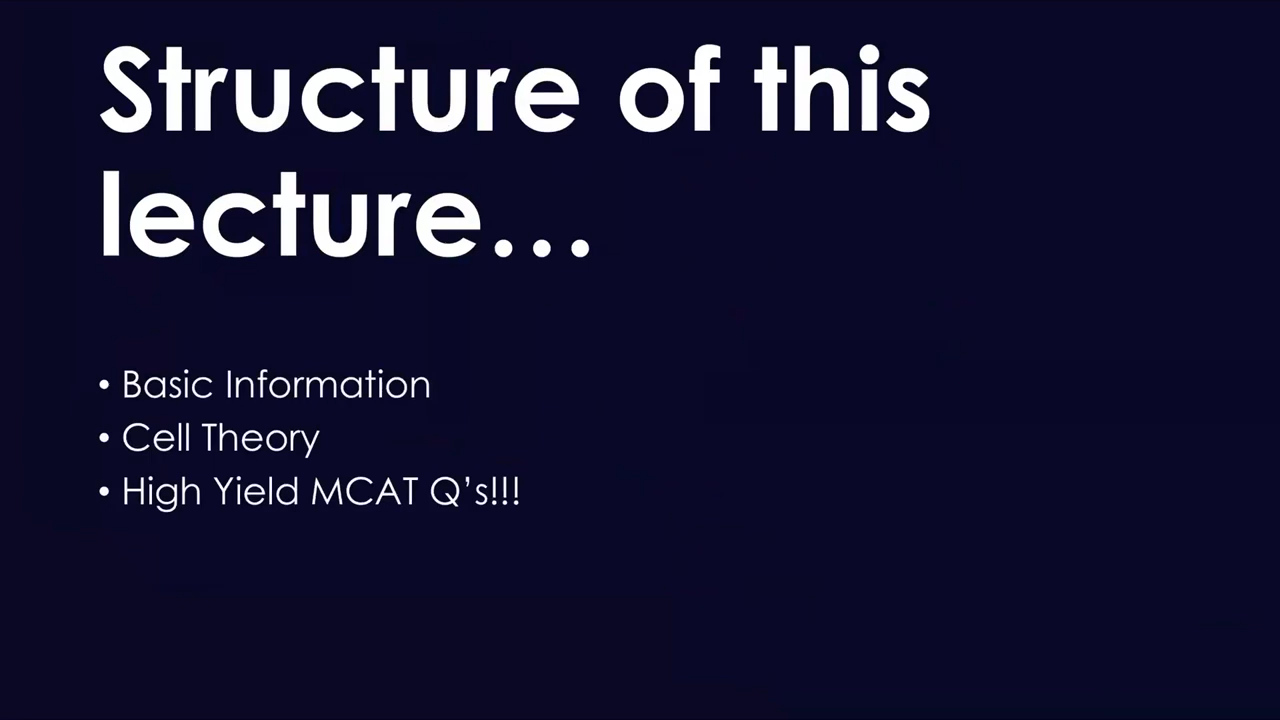 Structure of this
lecture…
• Basic Information
• Cell Theory
• High Yield MCAT Q’s!!!